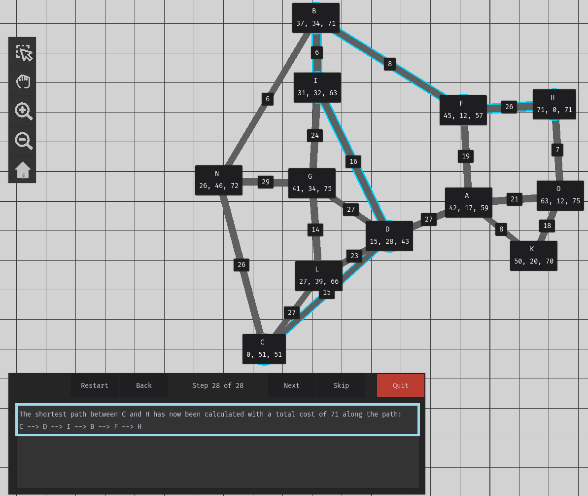 B
37, 34, 71
6
8
I
31, 32, 63
6
F
45, 12, 57
26
H
71, 0, 71
24
16
19
7
N
26, 46, 72
29
G
41, 34, 75
27
A
42, 17, 59
21
O
63, 12, 75
27
8
18
14
D
15, 28, 43
23
K
50, 20, 70
26
L
27, 39, 66
15
27
C
0, 51, 51
Restart Back Step 28 of 28 Next Skip Quit
The shortest path between C and H has now been calculated with a total cost of 71 along the path:
C --> D --> I --> B --> F --> H